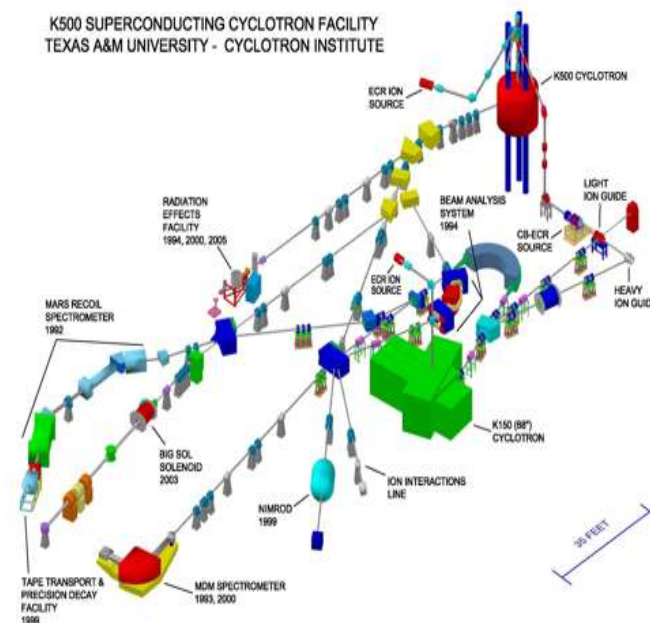 K500 SUPERCONDUCTING CYCLOTRON FACILITY
TEXAS A&M UNIVERSITY - CYCLOTRON INSTITUTE
ECR ION
SOURCE
K500 CYCLOTRON
RADIATION
EFFECTS
FACILITY
1994, 2000, 2005
BEAM ANALYSIS
SYSTEM
1994
LIGHT
ION GUIDE
CB-ECR
SOURCE
ECR ION
SOURCE
HEAVY
ION GUID
MARS RECOIL
SPECTROMETER
1992
K150 (88")
CYCLOTRON
BIG SOL
SOLENOID
2003
ION INTERACTIONS
LINE
NIMROD
1999
35 FEET
MDM SPECTROMETER
1993, 2000
TAPE TRANSPORT &
PRECISION DECAY
FACILITY
1999